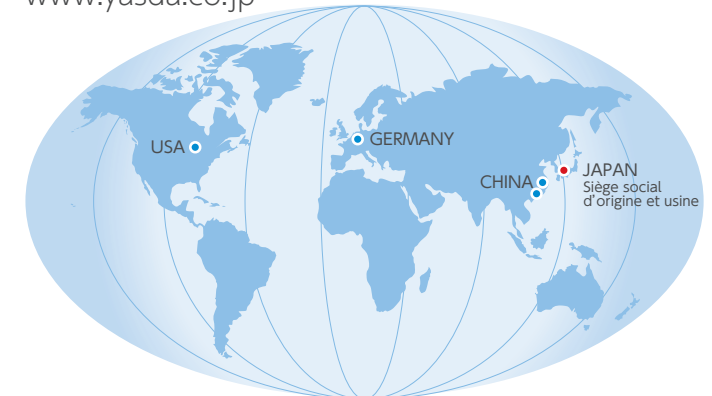 www.yasda.co.jp
USA
GERMANY
CHINA
JAPAN
Siège social
d'origine et usine